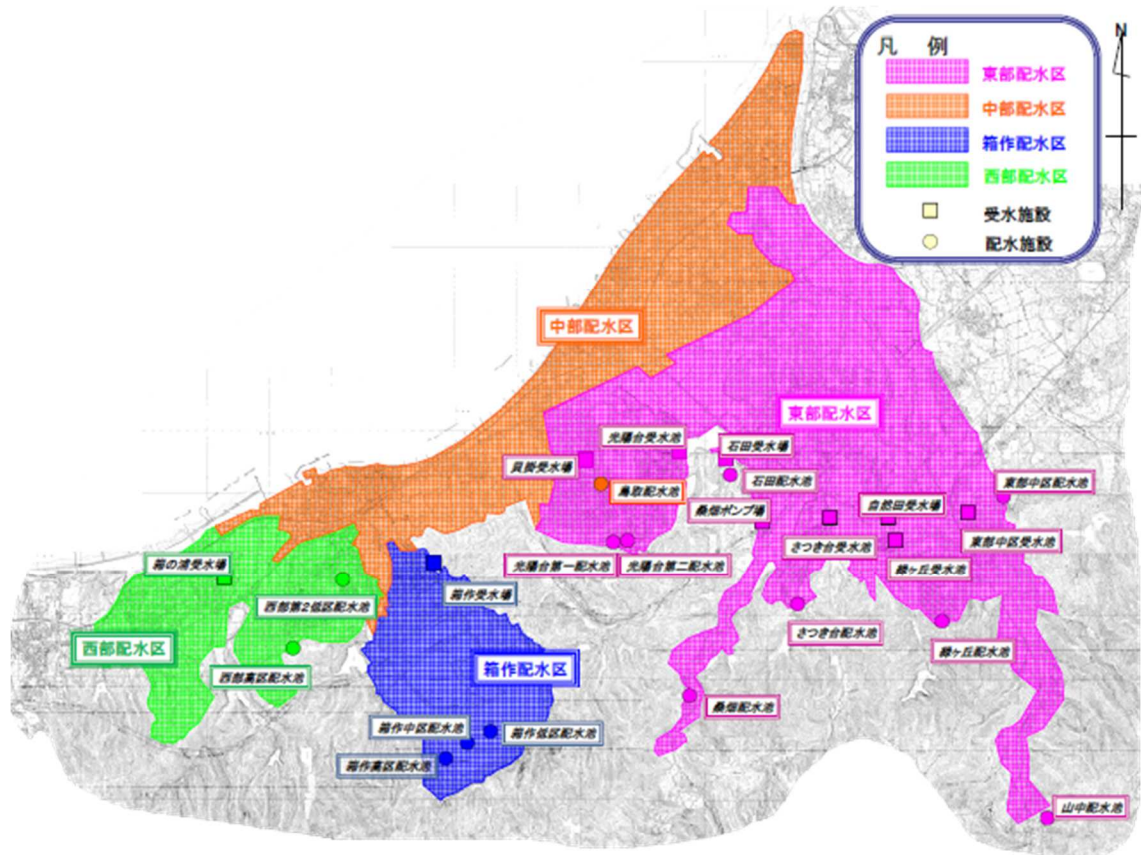 N
凡 例
東部配水区
中部配水区
箱作配水区
西部配水区
受水施設
配水施設
中部配水区
東部配水区
光陽台受水池
石田受水場
貝掛受水場
石田配水池
鳥取配水池
東部中区配水池
桑畑ポンプ場
自然田受水場
さつき台受水池
東部中区受水池
光陽台第一配水池
光陽台第二配水池
緑ヶ丘受水池
箱の浦受水場
箱作受水場
西部第2低区配水池
さつき台配水池
緑ヶ丘配水池
西部配水区
箱作配水区
西部高区配水池
桑畑配水池
箱作中区配水池
箱作低区配水池
箱作高区配水池
山中配水池